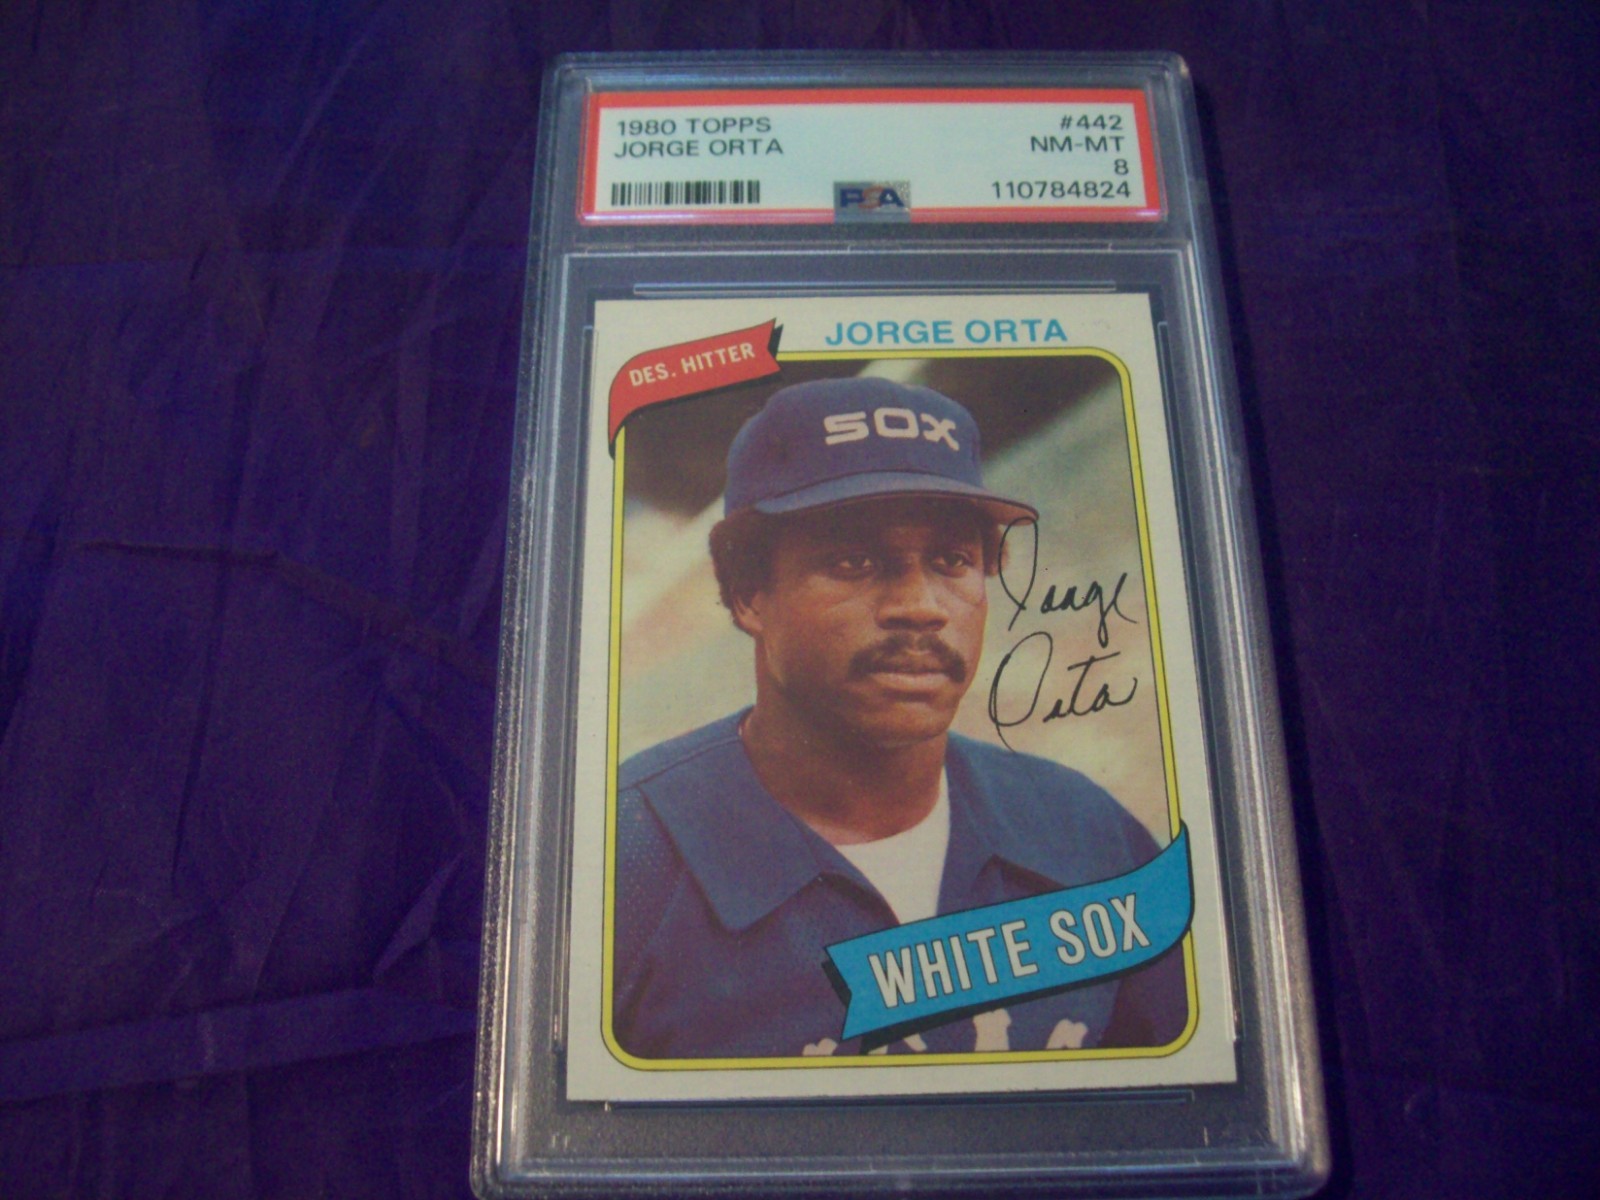 1980 TOPPS #442
JORGE ORTA NM-MT
8
PSA 110784824
JORGE ORTA
DES. HITTER
SOX
Jorge
Orta
WHITE SOX